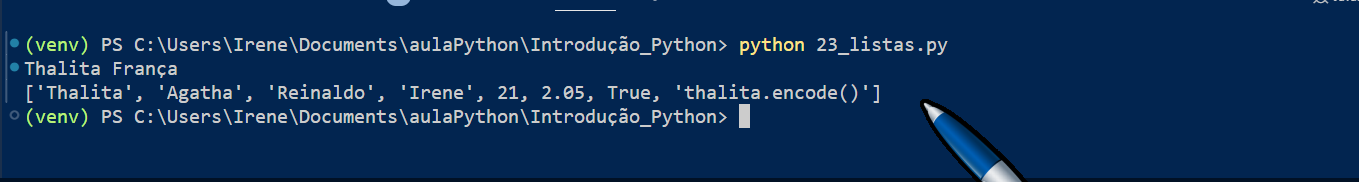 (venv) PS C:\Users\Irene\Documents\aulaPython\Introdução_Python> python 23_listas.py
Thalita França
['Thalita', 'Agatha', 'Reinaldo', 'Irene', 21, 2.05, True, 'thalita.encode()']
(venv) PS C:\Users\Irene\Documents\aulaPython\Introdução_Python>